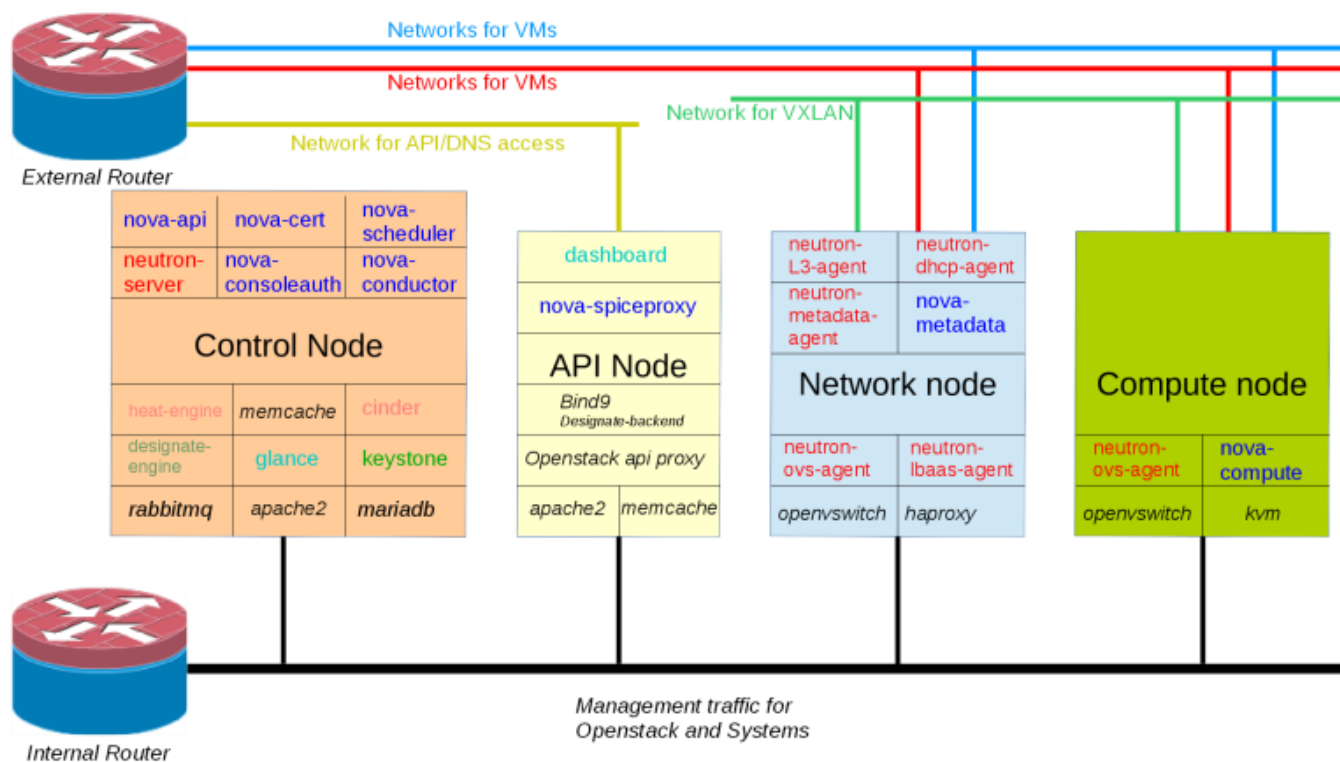 Networks for VMs
Networks for VMs
Network for VXLAN
Network for API/DNS access
External Router
nova-api
nova-cert
nova-
scheduler
neutron-
server
nova-
consoleauth
nova-
conductor
Control Node
heat-engine
memcache
cinder
designate-
engine
glance
keystone
rabbitmq
apache2
mariadb
dashboard
nova-spiceproxy
API Node
Bind9
Designate-backend
Openstack api proxy
apache2
memcache
neutron-
L3-agent
neutron-
dhcp-agent
neutron-
metadata-
agent
nova-
metadata
Network node
neutron-
ovs-agent
neutron-
lbaas-agent
openvswitch
haproxy
Compute node
neutron-
ovs-agent
nova-
compute
openvswitch
kvm
Management traffic for
Openstack and Systems
Internal Router